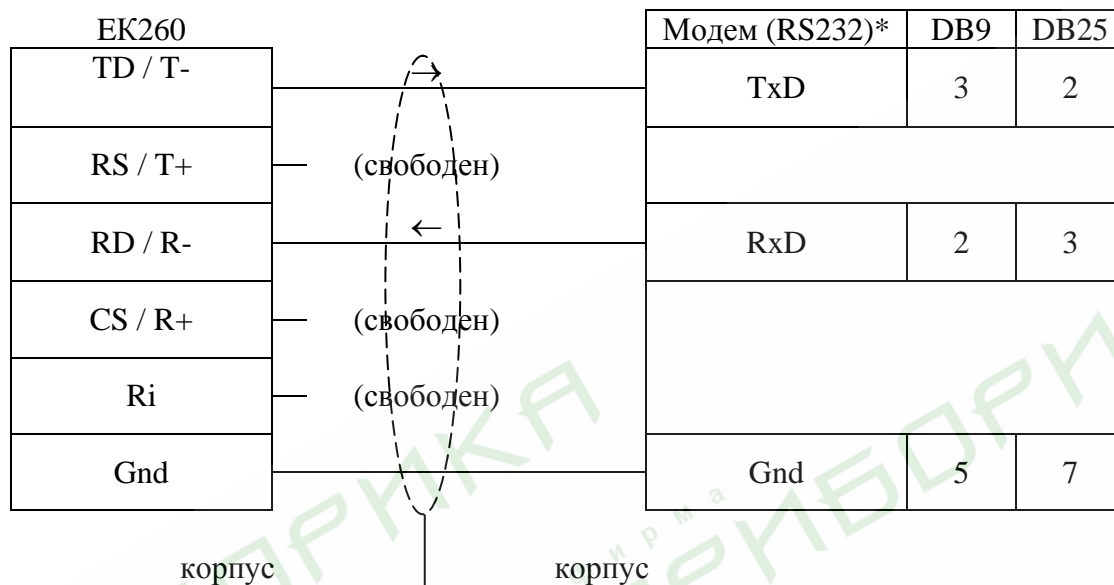 ЕК260
Модем (RS232)* DB9 DB25
TD / T-
TxD 3 2
RS / T+ (свободен)
RD / R- RxD 2 3
CS / R+ (свободен)
Ri (свободен)
Gnd Gnd 5 7
корпус корпус